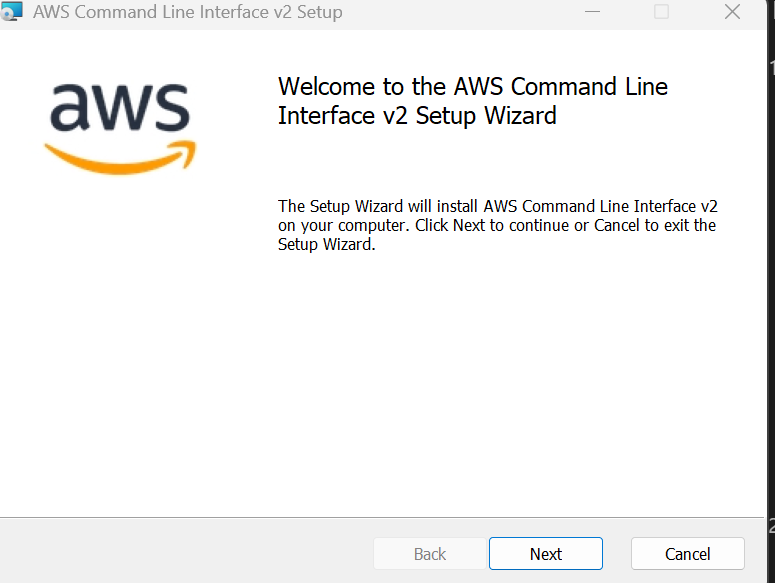 AWS Command Line Interface v2 Setup
aws
Welcome to the AWS Command Line
Interface v2 Setup Wizard
The Setup Wizard will install AWS Command Line Interface v2
on your computer. Click Next to continue or Cancel to exit the
Setup Wizard.
Back
Next
Cancel